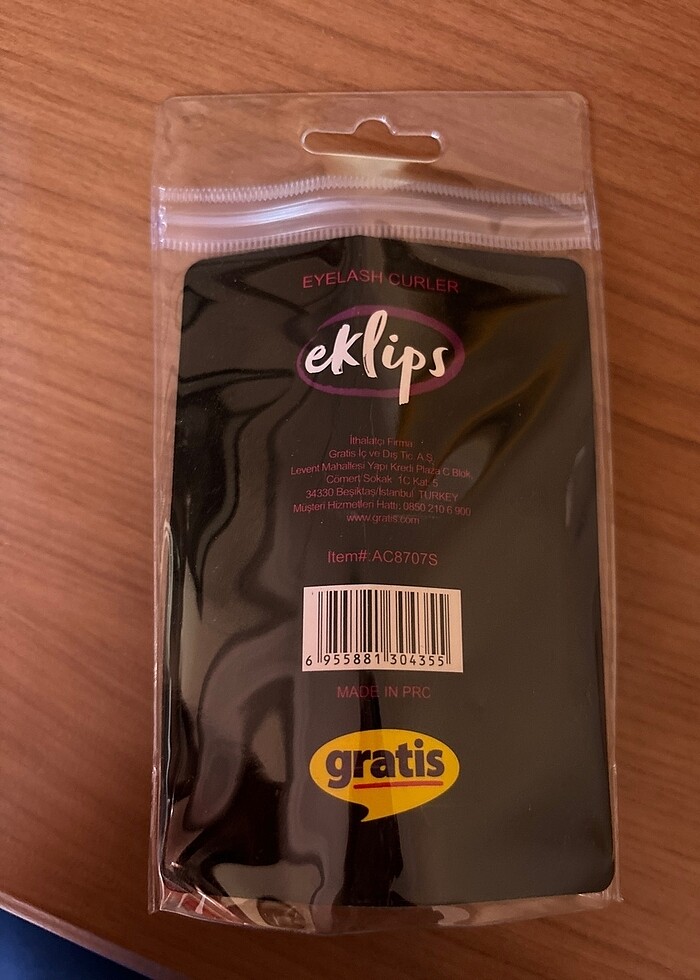 EYELASH CURLER
eklips
İthalatçı Firma
Gratis İç ve Dış Tic. A.Ş.
Levent Mahallesi Yapı Kredi Plaza C Blok,
Cömert Sokak 1C Kat: 5
34330 Beşiktaş/İstanbul TURKEY
Müşteri Hizmetleri Hattı: 0850 210 6 900
www.gratis.com
Item#:AC8707S
6 955881 304355
MADE IN PRC
gratis